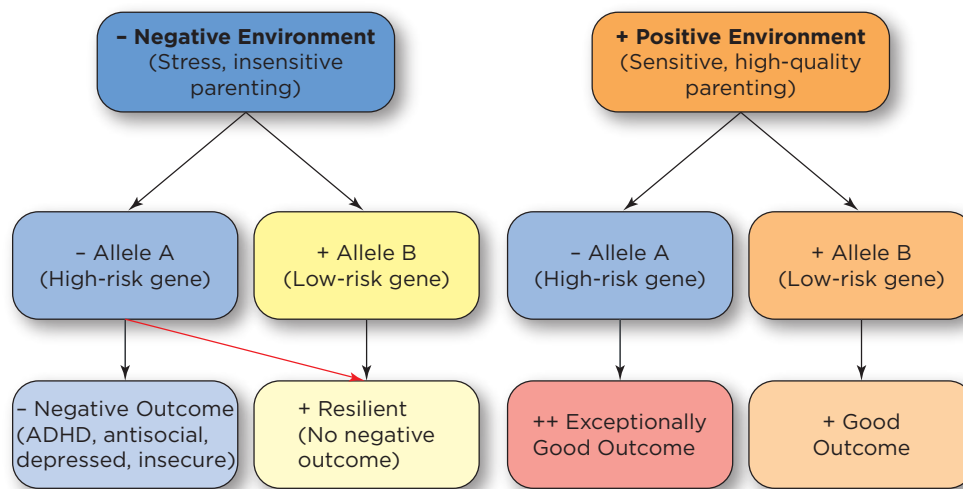 – Negative Environment
(Stress, insensitive
parenting)
+ Positive Environment
(Sensitive, high-quality
parenting)
– Allele A
(High-risk gene)
+ Allele B
(Low-risk gene)
– Allele A
(High-risk gene)
+ Allele B
(Low-risk gene)
– Negative Outcome
(ADHD, antisocial,
depressed, insecure)
+ Resilient
(No negative
outcome)
++ Exceptionally
Good Outcome
+ Good
Outcome